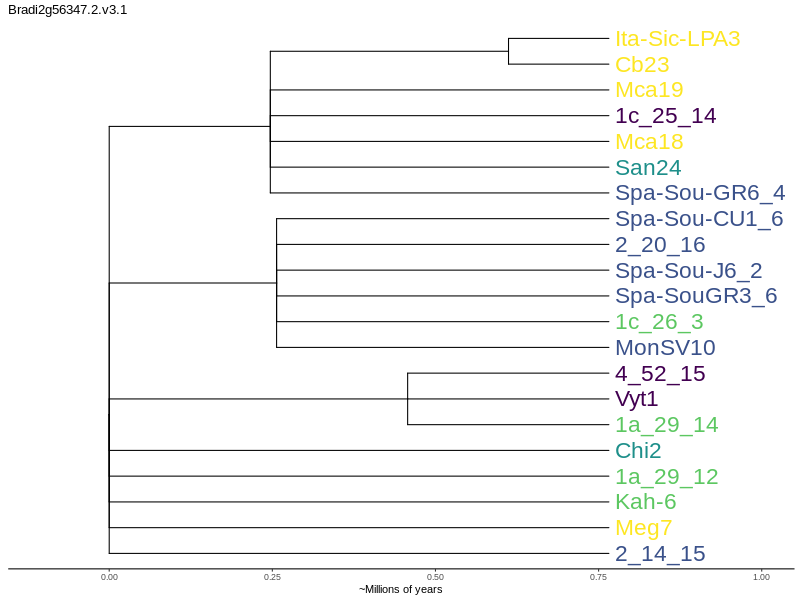 Bradi2g56347.2.v3.1
Ita-Sic-LPA3
Cb23
Mca19
1c_25_14
Mca18
San24
Spa-Sou-GR6_4
Spa-Sou-CU1_6
2_20_16
Spa-Sou-J6_2
Spa-SouGR3_6
1c_26_3
MonSV10
4_52_15
Vyt1
1a_29_14
Chi2
1a_29_12
Kah-6
Meg7
2_14_15
0.00 0.25 0.50 0.75 1.00
~Millions of years